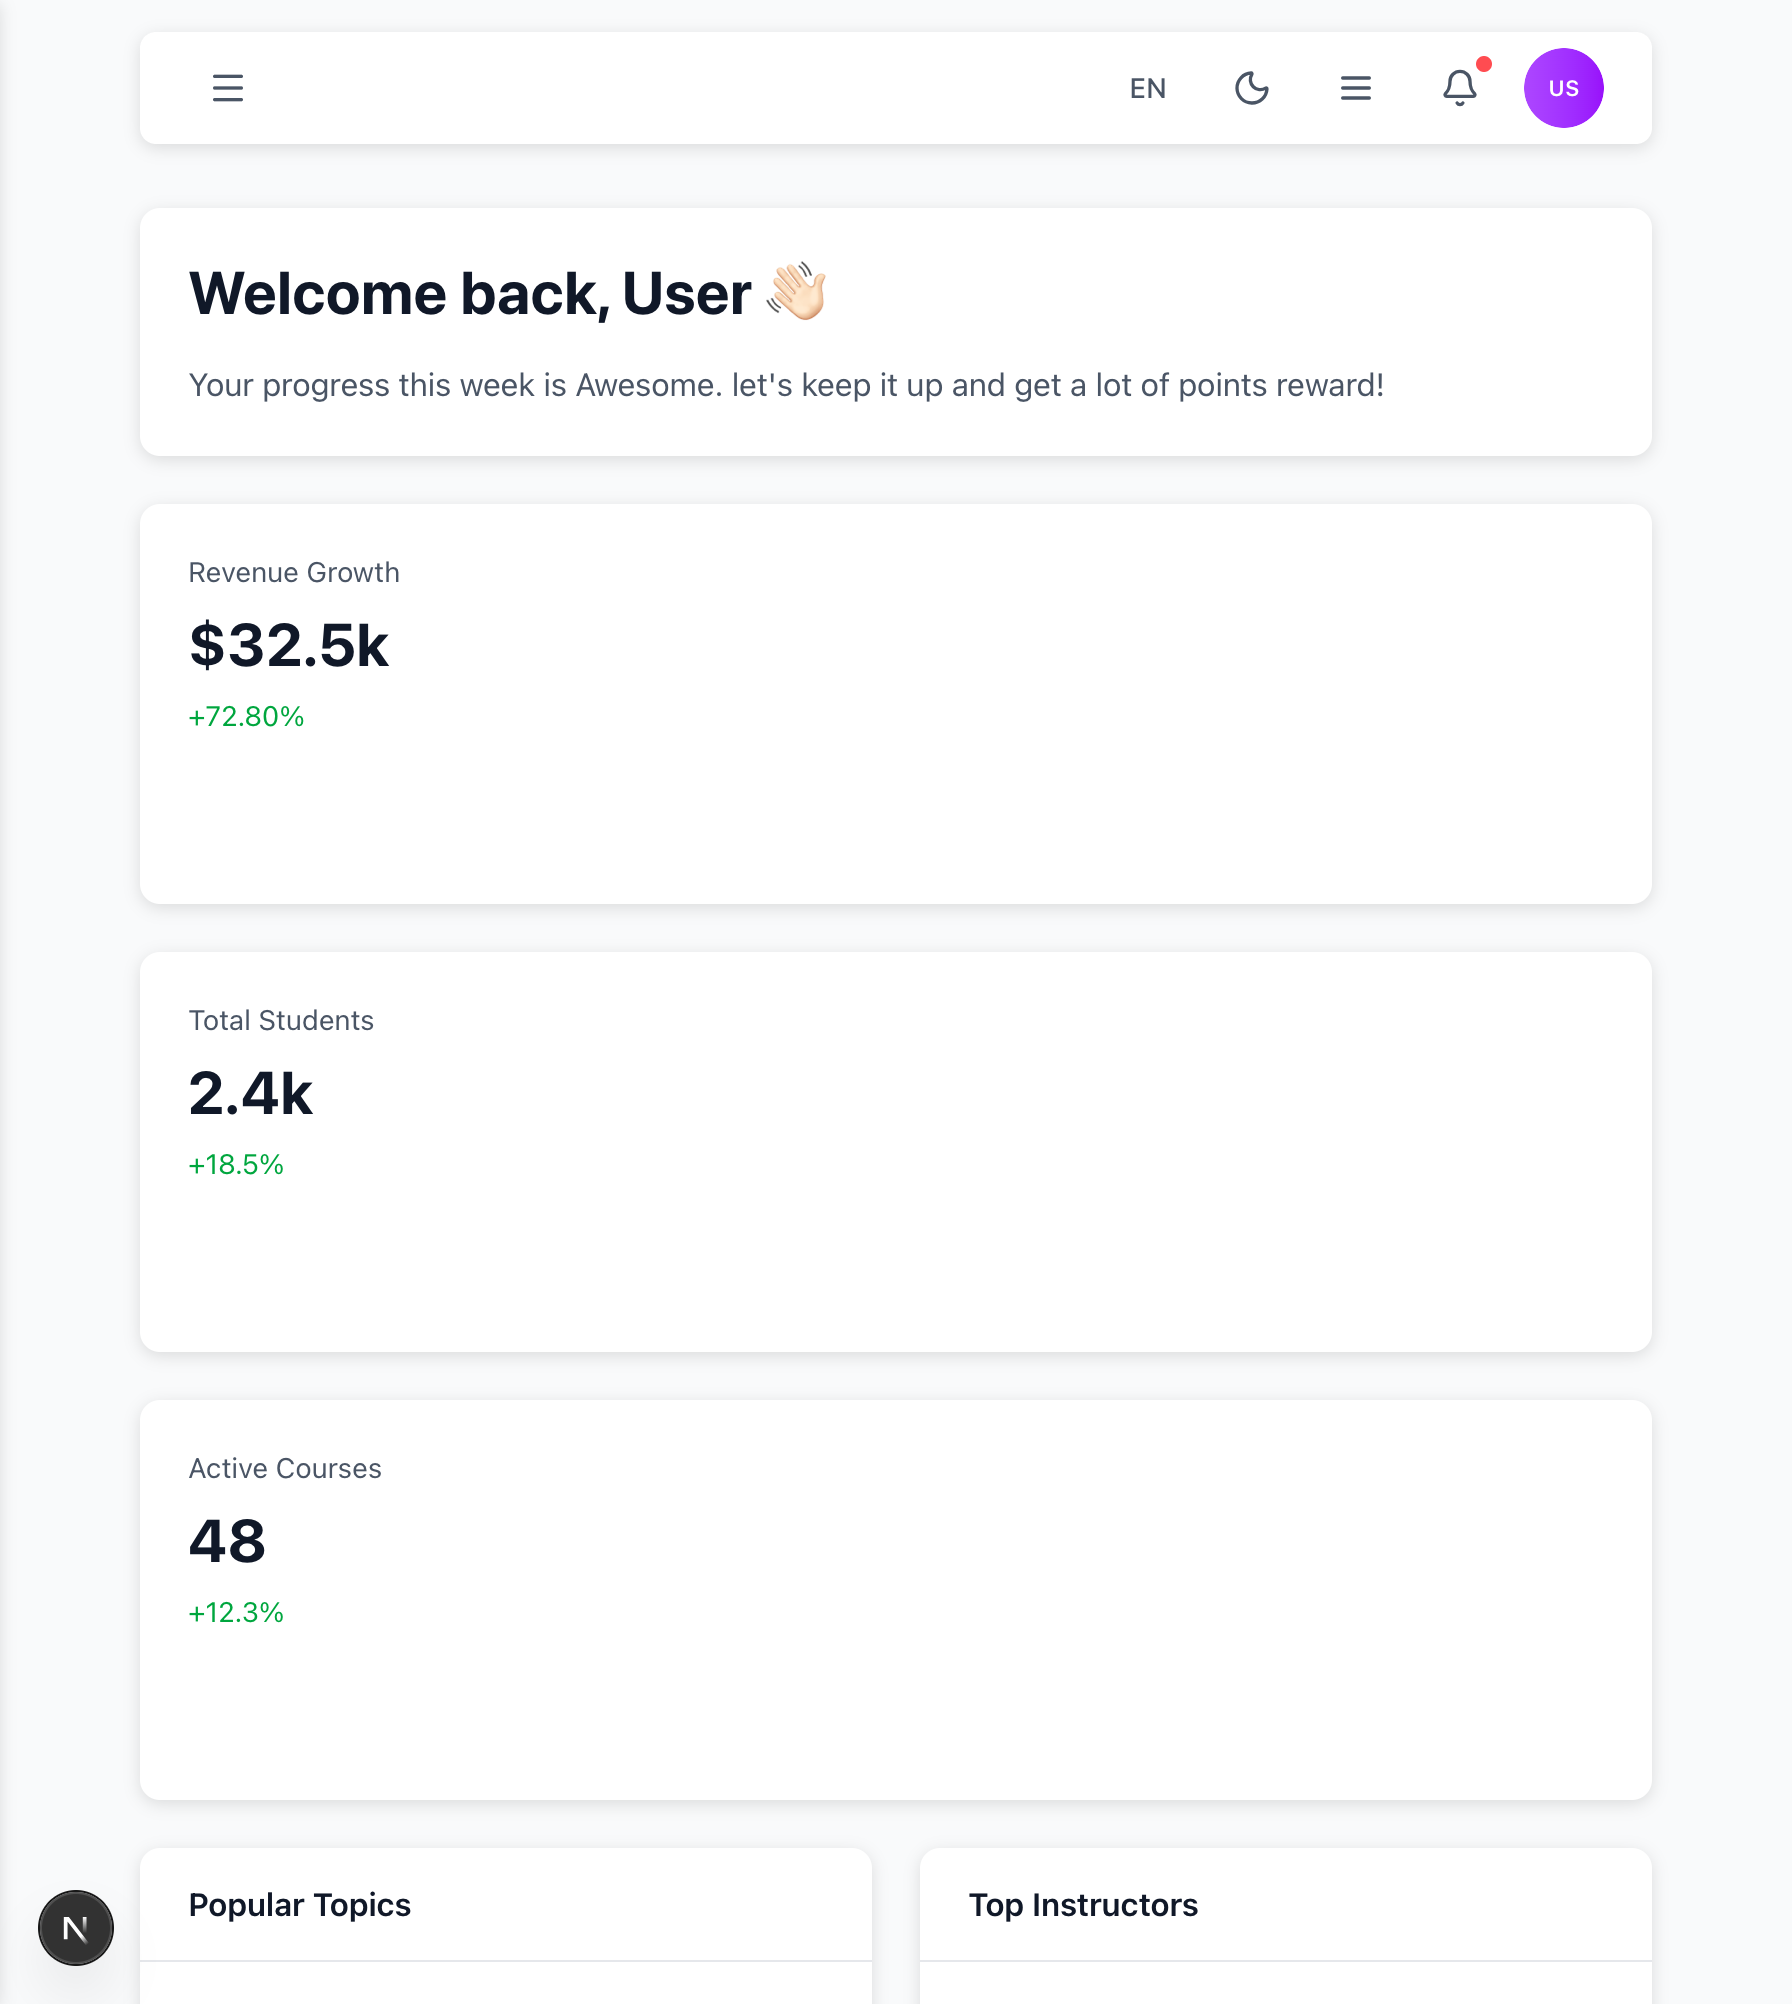 EN
US
Welcome back, User 👋🏻
Your progress this week is Awesome. let's keep it up and get a lot of points reward!
Revenue Growth
$32.5k
+72.80%
Total Students
2.4k
+18.5%
Active Courses
48
+12.3%
Popular Topics
Top Instructors
N